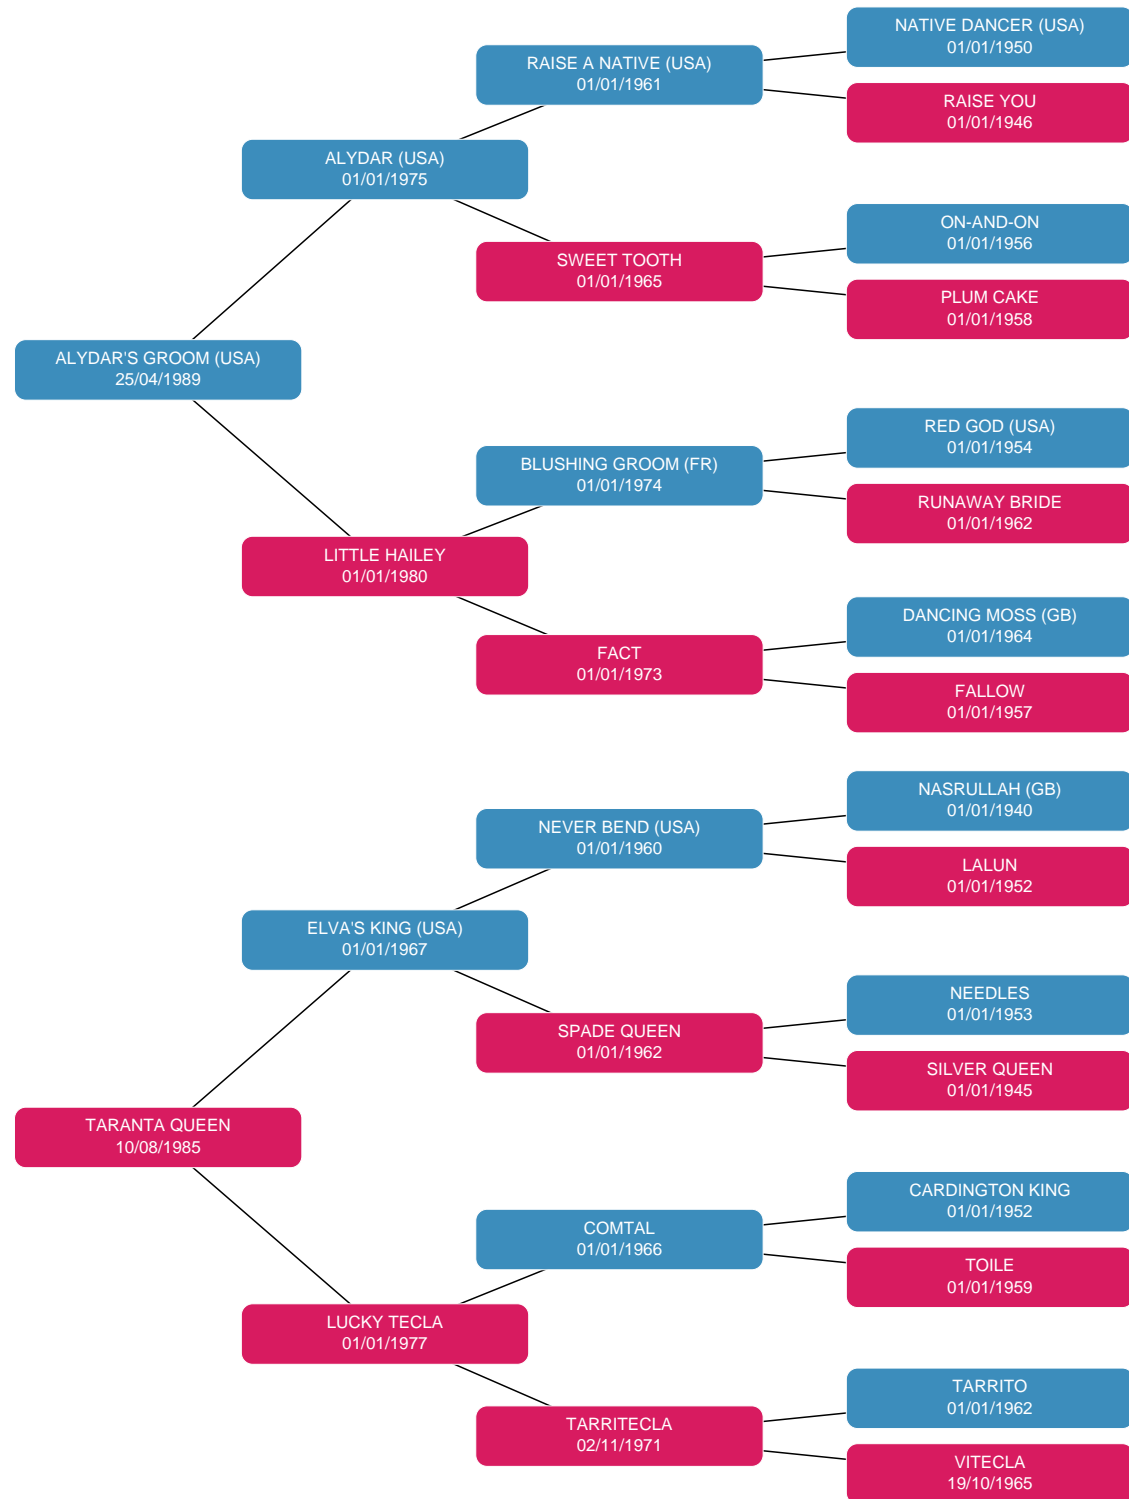 NATIVE DANCER (USA)
01/01/1950
RAISE A NATIVE (USA)
01/01/1961
RAISE YOU
01/01/1946
ALYDAR (USA)
01/01/1975
ON-AND-ON
01/01/1956
SWEET TOOTH
01/01/1965
PLUM CAKE
01/01/1958
ALYDAR'S GROOM (USA)
25/04/1989
RED GOD (USA)
01/01/1954
BLUSHING GROOM (FR)
01/01/1974
RUNAWAY BRIDE
01/01/1962
LITTLE HAILEY
01/01/1980
DANCING MOSS (GB)
01/01/1964
FACT
01/01/1973
FALLOW
01/01/1957
NASRULLAH (GB)
01/01/1940
NEVER BEND (USA)
01/01/1960
LALUN
01/01/1952
ELVA'S KING (USA)
01/01/1967
NEEDLES
01/01/1953
SPADE QUEEN
01/01/1962
SILVER QUEEN
01/01/1945
TARANTA QUEEN
10/08/1985
CARDINGTON KING
01/01/1952
COMTAL
01/01/1966
TOILE
01/01/1959
LUCKY TECLA
01/01/1977
TARRITO
01/01/1962
TARRITECLA
02/11/1971
VITECLA
19/10/1965